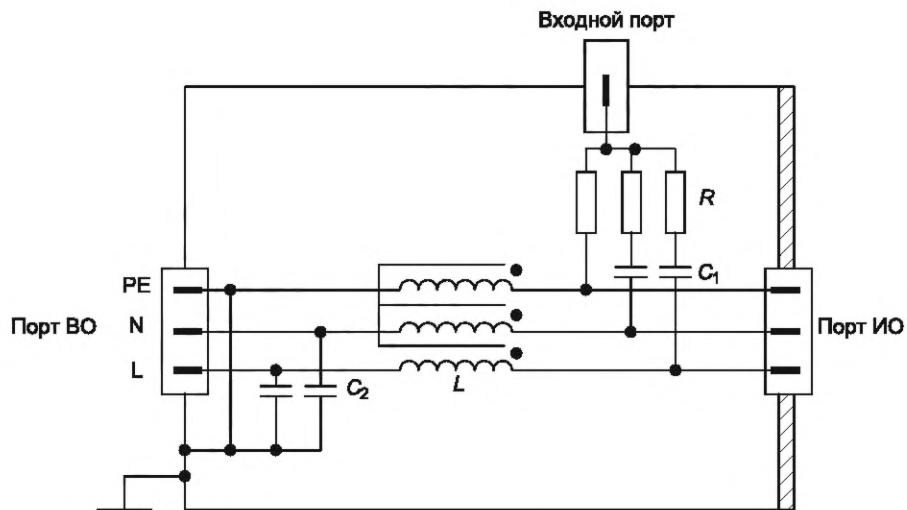 Входной порт
R
PE
C1
Порт ВО
N
Порт ИО
L
C2
L